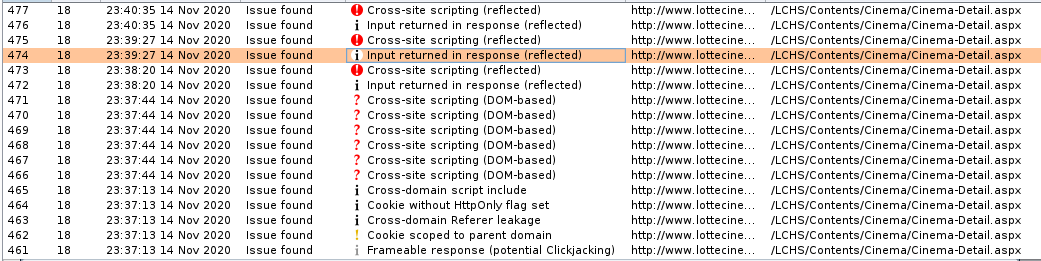 477 18 23:40:35 14 Nov 2020 Issue found Cross-site scripting (reflected) http://www.lottecine... /LCHS/Contents/Cinema/Cinema-Detail.aspx
476 18 23:40:35 14 Nov 2020 Issue found Input returned in response (reflected) http://www.lottecine... /LCHS/Contents/Cinema/Cinema-Detail.aspx
475 18 23:39:27 14 Nov 2020 Issue found Cross-site scripting (reflected) http://www.lottecine... /LCHS/Contents/Cinema/Cinema-Detail.aspx
474 18 23:39:27 14 Nov 2020 Issue found Input returned in response (reflected) http://www.lottecine... /LCHS/Contents/Cinema/Cinema-Detail.aspx
473 18 23:38:20 14 Nov 2020 Issue found Cross-site scripting (reflected) http://www.lottecine... /LCHS/Contents/Cinema/Cinema-Detail.aspx
472 18 23:38:20 14 Nov 2020 Issue found Input returned in response (reflected) http://www.lottecine... /LCHS/Contents/Cinema/Cinema-Detail.aspx
471 18 23:37:44 14 Nov 2020 Issue found Cross-site scripting (DOM-based) http://www.lottecine... /LCHS/Contents/Cinema/Cinema-Detail.aspx
470 18 23:37:44 14 Nov 2020 Issue found Cross-site scripting (DOM-based) http://www.lottecine... /LCHS/Contents/Cinema/Cinema-Detail.aspx
469 18 23:37:44 14 Nov 2020 Issue found Cross-site scripting (DOM-based) http://www.lottecine... /LCHS/Contents/Cinema/Cinema-Detail.aspx
468 18 23:37:44 14 Nov 2020 Issue found Cross-site scripting (DOM-based) http://www.lottecine... /LCHS/Contents/Cinema/Cinema-Detail.aspx
467 18 23:37:44 14 Nov 2020 Issue found Cross-site scripting (DOM-based) http://www.lottecine... /LCHS/Contents/Cinema/Cinema-Detail.aspx
466 18 23:37:44 14 Nov 2020 Issue found Cross-site scripting (DOM-based) http://www.lottecine... /LCHS/Contents/Cinema/Cinema-Detail.aspx
465 18 23:37:13 14 Nov 2020 Issue found Cross-domain script include http://www.lottecine... /LCHS/Contents/Cinema/Cinema-Detail.aspx
464 18 23:37:13 14 Nov 2020 Issue found Cookie without HttpOnly flag set http://www.lottecine... /LCHS/Contents/Cinema/Cinema-Detail.aspx
463 18 23:37:13 14 Nov 2020 Issue found Cross-domain Referer leakage http://www.lottecine... /LCHS/Contents/Cinema/Cinema-Detail.aspx
462 18 23:37:13 14 Nov 2020 Issue found Cookie scoped to parent domain http://www.lottecine... /LCHS/Contents/Cinema/Cinema-Detail.aspx
461 18 23:37:13 14 Nov 2020 Issue found Frameable response (potential Clickjacking) http://www.lottecine... /LCHS/Contents/Cinema/Cinema-Detail.aspx